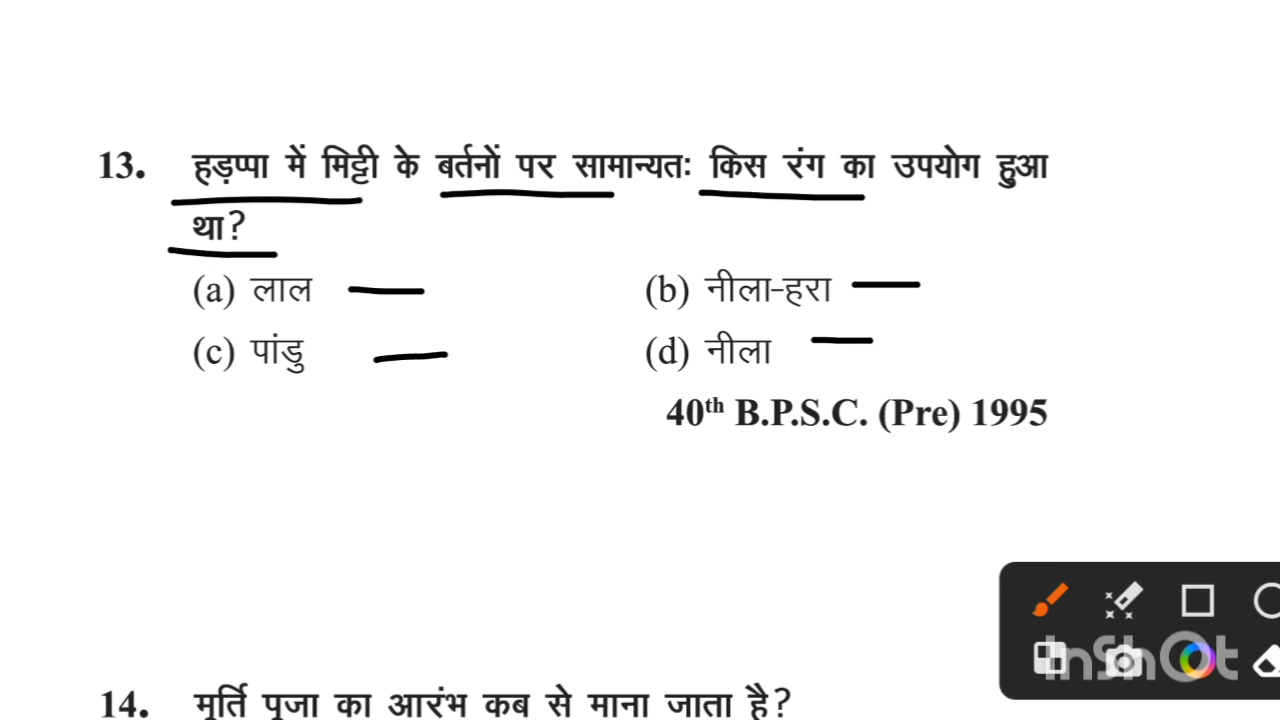 13. हड़प्पा में मिट्टी के बर्तनों पर सामान्यतः किस रंग का उपयोग हुआ
था?
(a) लाल (b) नीला-हरा
(c) पांडु (d) नीला
40th B.P.S.C. (Pre) 1995
InShOt
14. मूर्ति पूजा का आरंभ कब से माना जाता है?